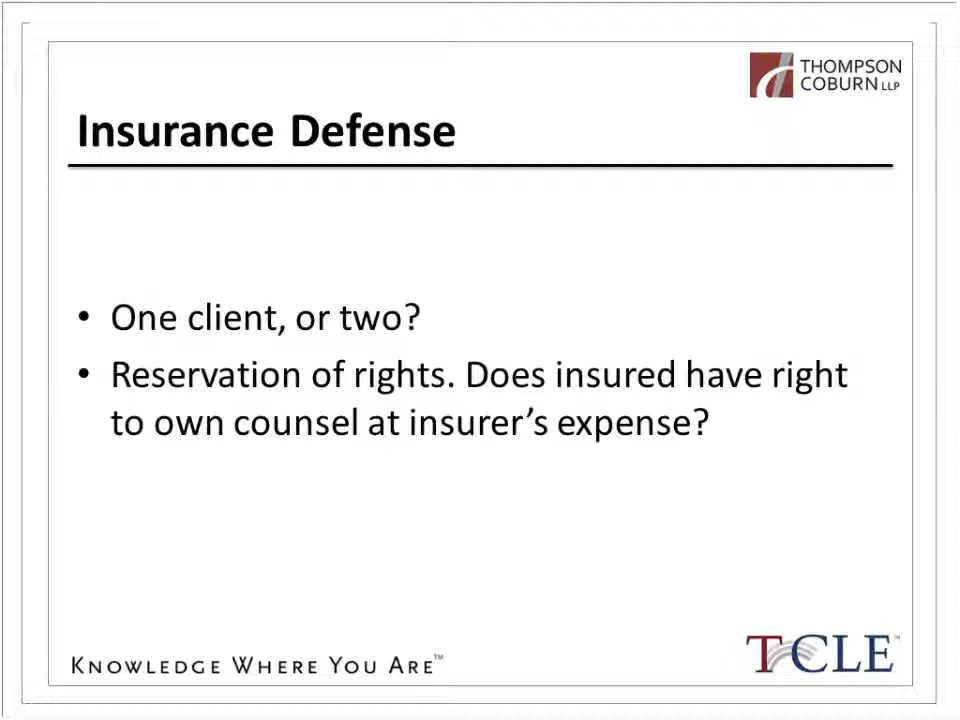 THOMPSON
COBURN LLP
Insurance Defense
• One client, or two?
• Reservation of rights. Does insured have right
to own counsel at insurer’s expense?
KNOWLEDGE WHERE YOU ARE™
TCLE™